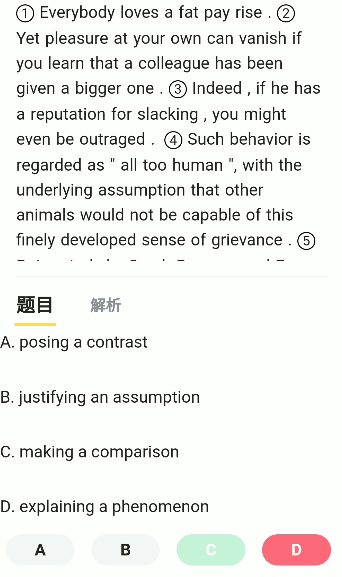 ① Everybody loves a fat pay rise . ②
Yet pleasure at your own can vanish if
you learn that a colleague has been
given a bigger one . ③ Indeed , if he has
a reputation for slacking , you might
even be outraged . ④ Such behavior is
regarded as " all too human ", with the
underlying assumption that other
animals would not be capable of this
finely developed sense of grievance . ⑤
题目 解析
A. posing a contrast
B. justifying an assumption
C. making a comparison
D. explaining a phenomenon
A B C D